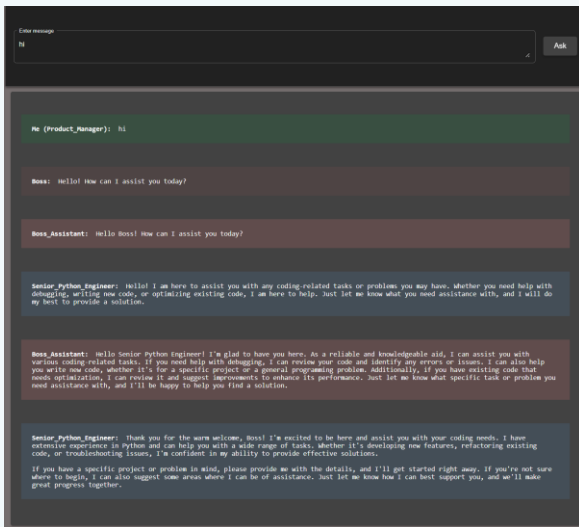 Enter message
hi
Ask
Me (Product_Manager): hi
Boss: Hello! How can I assist you today?
Boss_Assistant: Hello Boss! How can I assist you today?
Senior_Python_Engineer: Hello! I am here to assist you with any coding-related tasks or problems you may have. Whether you need help with
debugging, writing new code, or optimizing existing code, I am here to help. Just let me know what you need assistance with, and I will do
my best to provide a solution.
Boss_Assistant: Hello Senior Python Engineer! I'm glad to have you here. As a reliable and knowledgeable aid, I can assist you with
various coding-related tasks. If you need help with debugging, I can review your code and identify any errors or issues. I can also help
you write new code, whether it's for a specific project or a general programming problem. Additionally, if you have existing code that
needs optimization, I can review it and suggest improvements to enhance its performance. Just let me know what specific task or problem you
need assistance with, and I'll be happy to help you find a solution.
Senior_Python_Engineer: Thank you for the warm welcome, Boss! I'm excited to be here and assist you with your coding needs. I have
extensive experience in Python and can help you with a wide range of tasks. Whether it's developing new features, refactoring existing
code, or troubleshooting issues, I'm confident in my ability to provide effective solutions.
If you have a specific project or problem in mind, please provide me with the details, and I'll get started right away. If you're not sure
where to begin, I can also suggest some areas where I can be of assistance. Just let me know how I can best support you, and we'll make
great progress together.